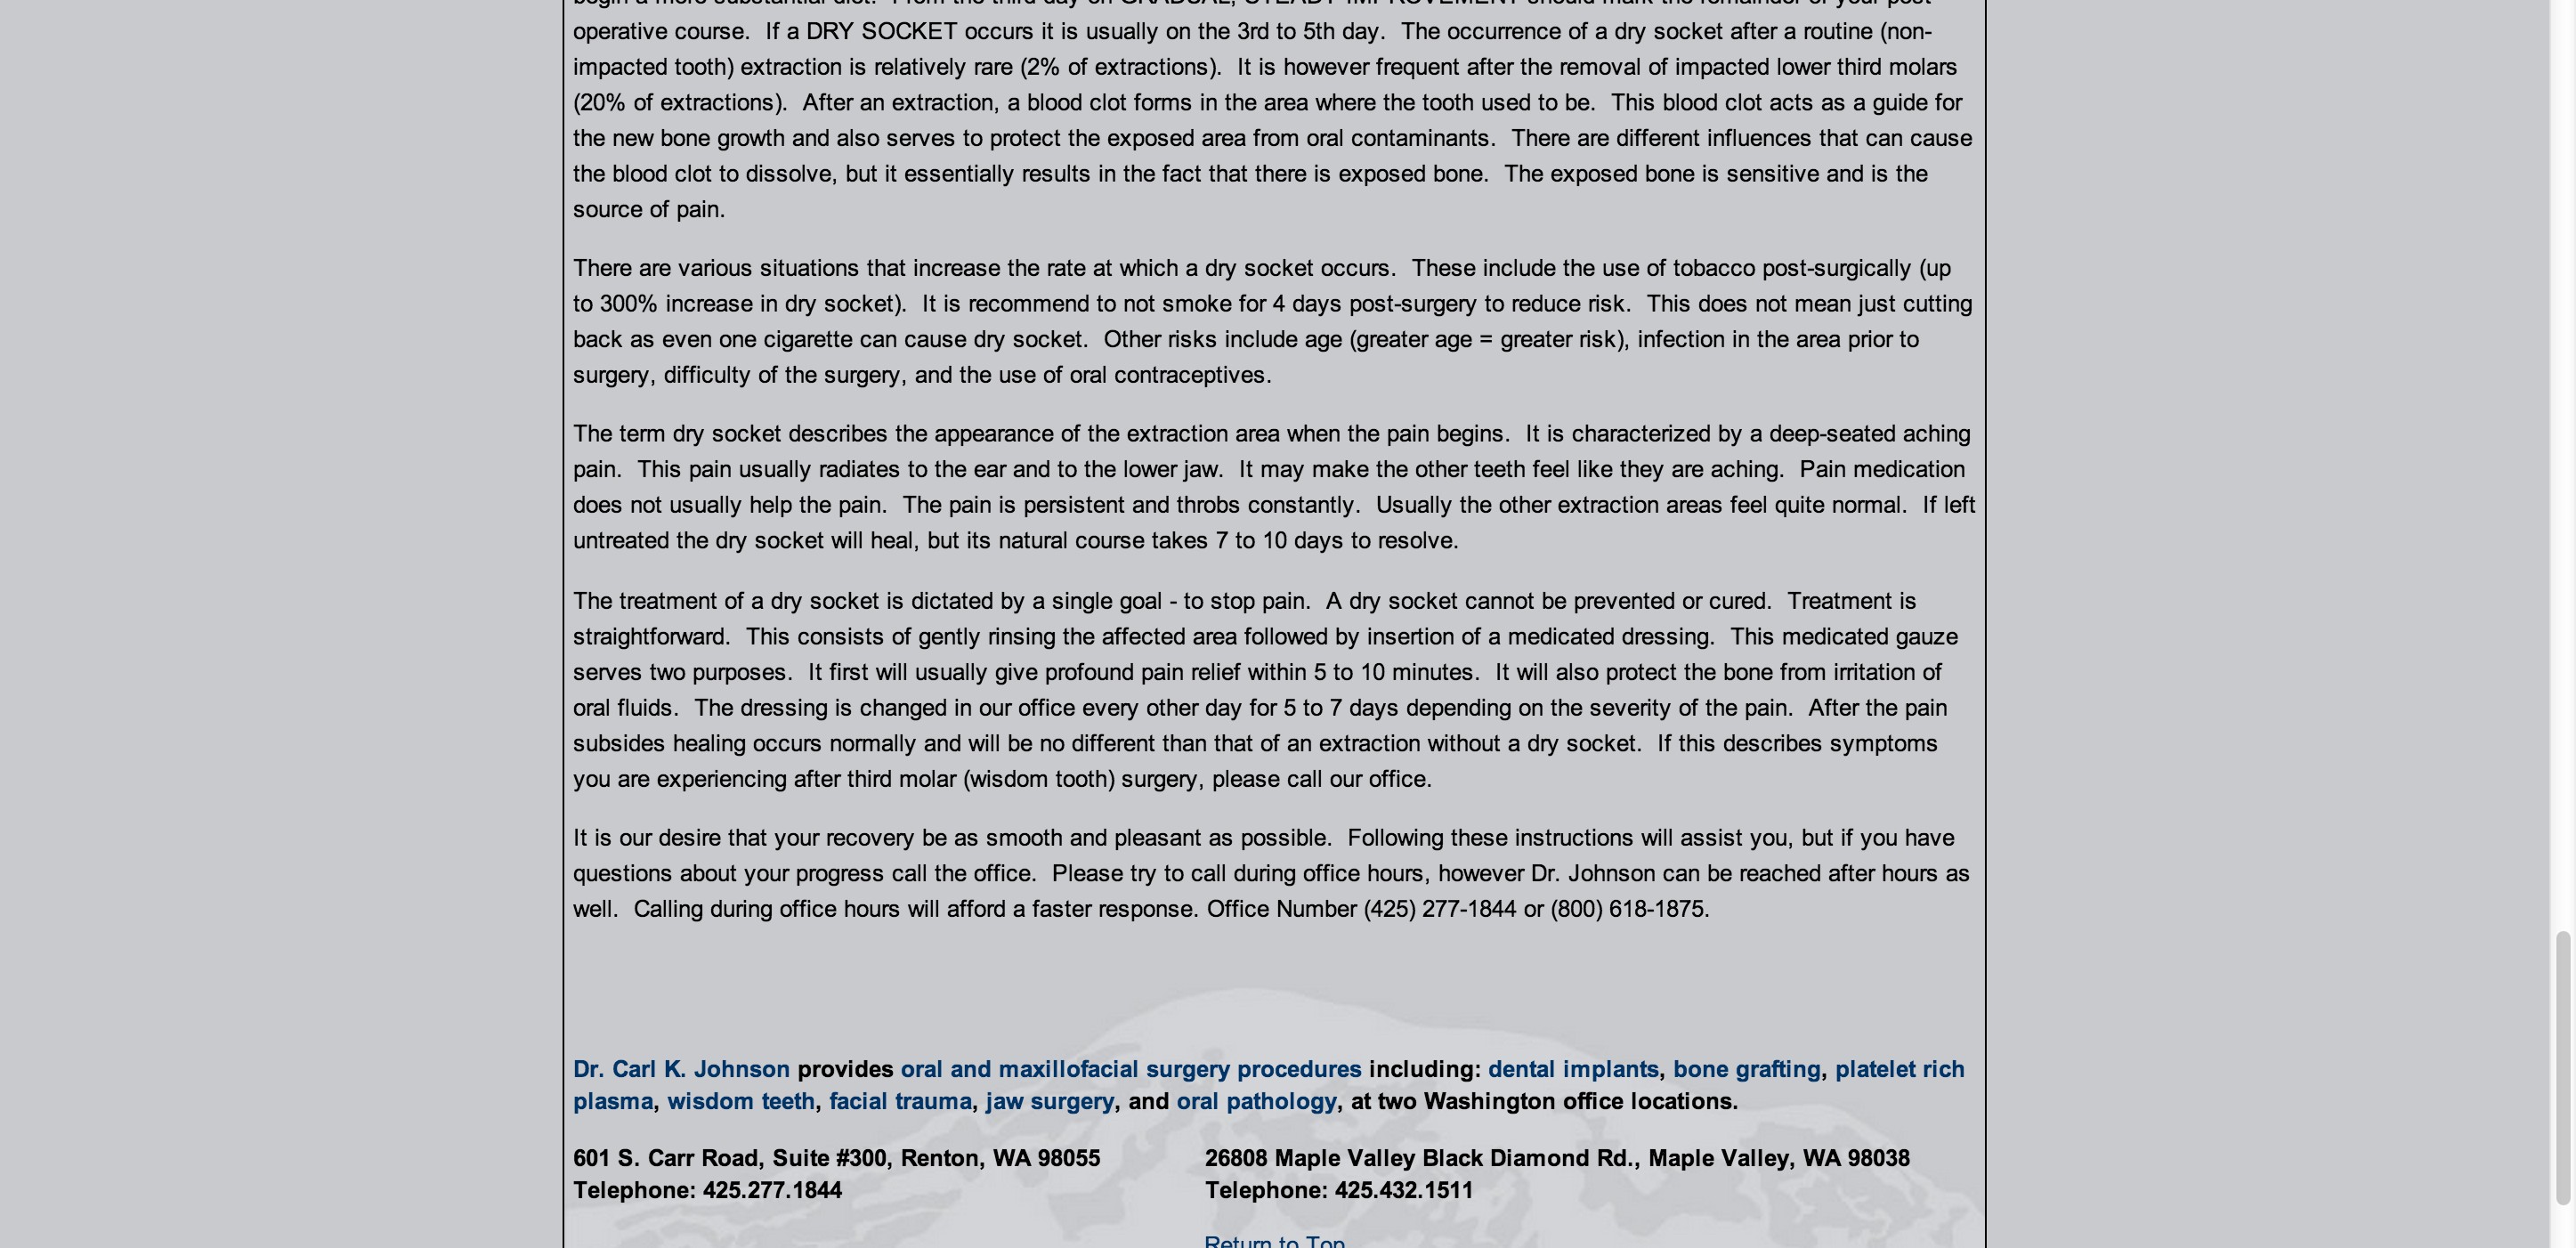 operative course.  If a DRY SOCKET occurs it is usually on the 3rd to 5th day.  The occurrence of a dry socket after a routine (non-
impacted tooth) extraction is relatively rare (2% of extractions).  It is however frequent after the removal of impacted lower third molars
(20% of extractions).  After an extraction, a blood clot forms in the area where the tooth used to be.  This blood clot acts as a guide for
the new bone growth and also serves to protect the exposed area from oral contaminants.  There are different influences that can cause
the blood clot to dissolve, but it essentially results in the fact that there is exposed bone.  The exposed bone is sensitive and is the
source of pain.
There are various situations that increase the rate at which a dry socket occurs.  These include the use of tobacco post-surgically (up
to 300% increase in dry socket).  It is recommend to not smoke for 4 days post-surgery to reduce risk.  This does not mean just cutting
back as even one cigarette can cause dry socket.  Other risks include age (greater age = greater risk), infection in the area prior to
surgery, difficulty of the surgery, and the use of oral contraceptives.
The term dry socket describes the appearance of the extraction area when the pain begins.  It is characterized by a deep-seated aching
pain.  This pain usually radiates to the ear and to the lower jaw.  It may make the other teeth feel like they are aching.  Pain medication
does not usually help the pain.  The pain is persistent and throbs constantly.  Usually the other extraction areas feel quite normal.  If left
untreated the dry socket will heal, but its natural course takes 7 to 10 days to resolve.
The treatment of a dry socket is dictated by a single goal - to stop pain.  A dry socket cannot be prevented or cured.  Treatment is
straightforward.  This consists of gently rinsing the affected area followed by insertion of a medicated dressing.  This medicated gauze
serves two purposes.  It first will usually give profound pain relief within 5 to 10 minutes.  It will also protect the bone from irritation of
oral fluids.  The dressing is changed in our office every other day for 5 to 7 days depending on the severity of the pain.  After the pain
subsides healing occurs normally and will be no different than that of an extraction without a dry socket.  If this describes symptoms
you are experiencing after third molar (wisdom tooth) surgery, please call our office.
It is our desire that your recovery be as smooth and pleasant as possible.  Following these instructions will assist you, but if you have
questions about your progress call the office.  Please try to call during office hours, however Dr. Johnson can be reached after hours as
well.  Calling during office hours will afford a faster response. Office Number (425) 277-1844 or (800) 618-1875.
Dr. Carl K. Johnson provides oral and maxillofacial surgery procedures including: dental implants, bone grafting, platelet rich
plasma, wisdom teeth, facial trauma, jaw surgery, and oral pathology, at two Washington office locations.
601 S. Carr Road, Suite #300, Renton, WA 98055
Telephone: 425.277.1844
26808 Maple Valley Black Diamond Rd., Maple Valley, WA 98038
Telephone: 425.432.1511
Return to Top